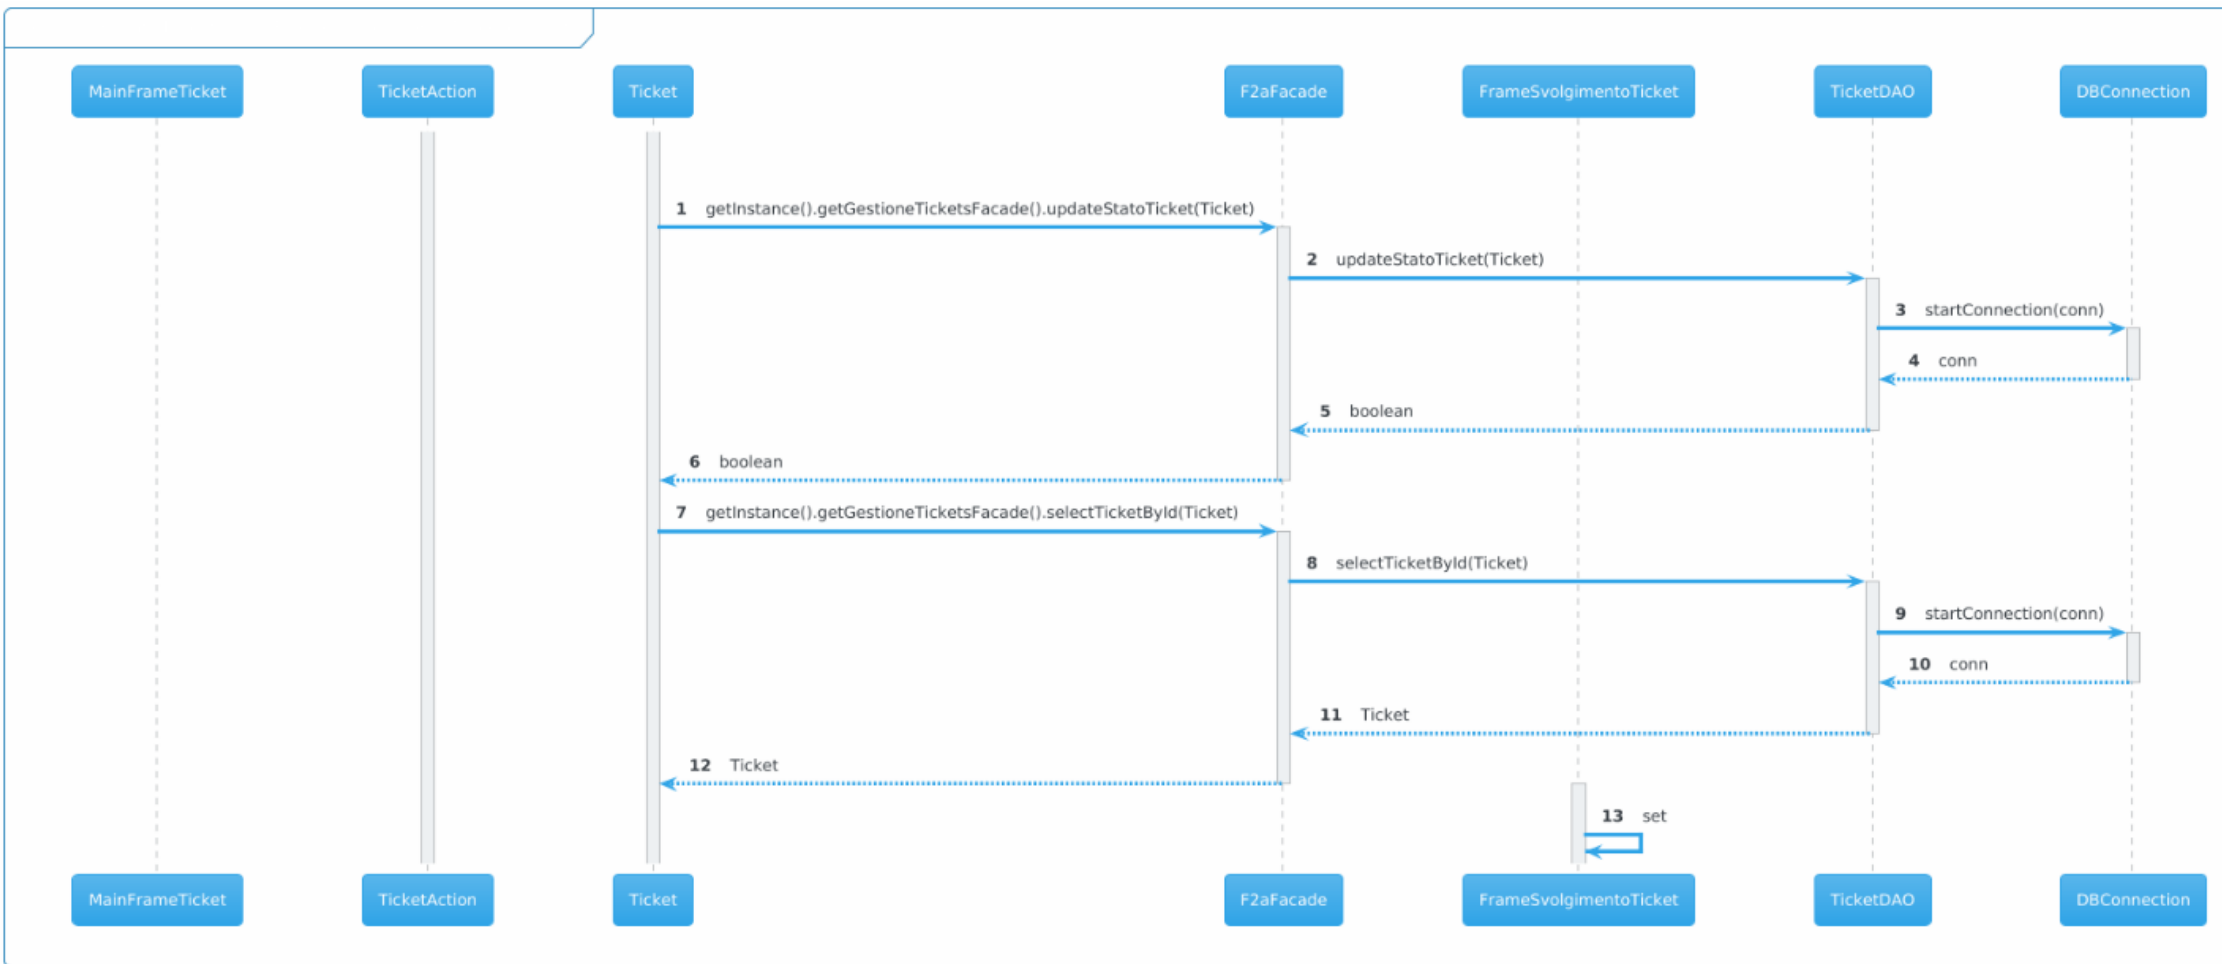 MainFrameTicket
TicketAction
Ticket
F2aFacade
FrameSvolgimentoTicket
TicketDAO
DBConnection
1 getInstance().getGestioneTicketsFacade().updateStatoTicket(Ticket)
2 updateStatoTicket(Ticket)
3 startConnection(conn)
4 conn
5 boolean
6 boolean
7 getInstance().getGestioneTicketsFacade().selectTicketById(Ticket)
8 selectTicketById(Ticket)
9 startConnection(conn)
10 conn
11 Ticket
12 Ticket
13 set
MainFrameTicket
TicketAction
Ticket
F2aFacade
FrameSvolgimentoTicket
TicketDAO
DBConnection